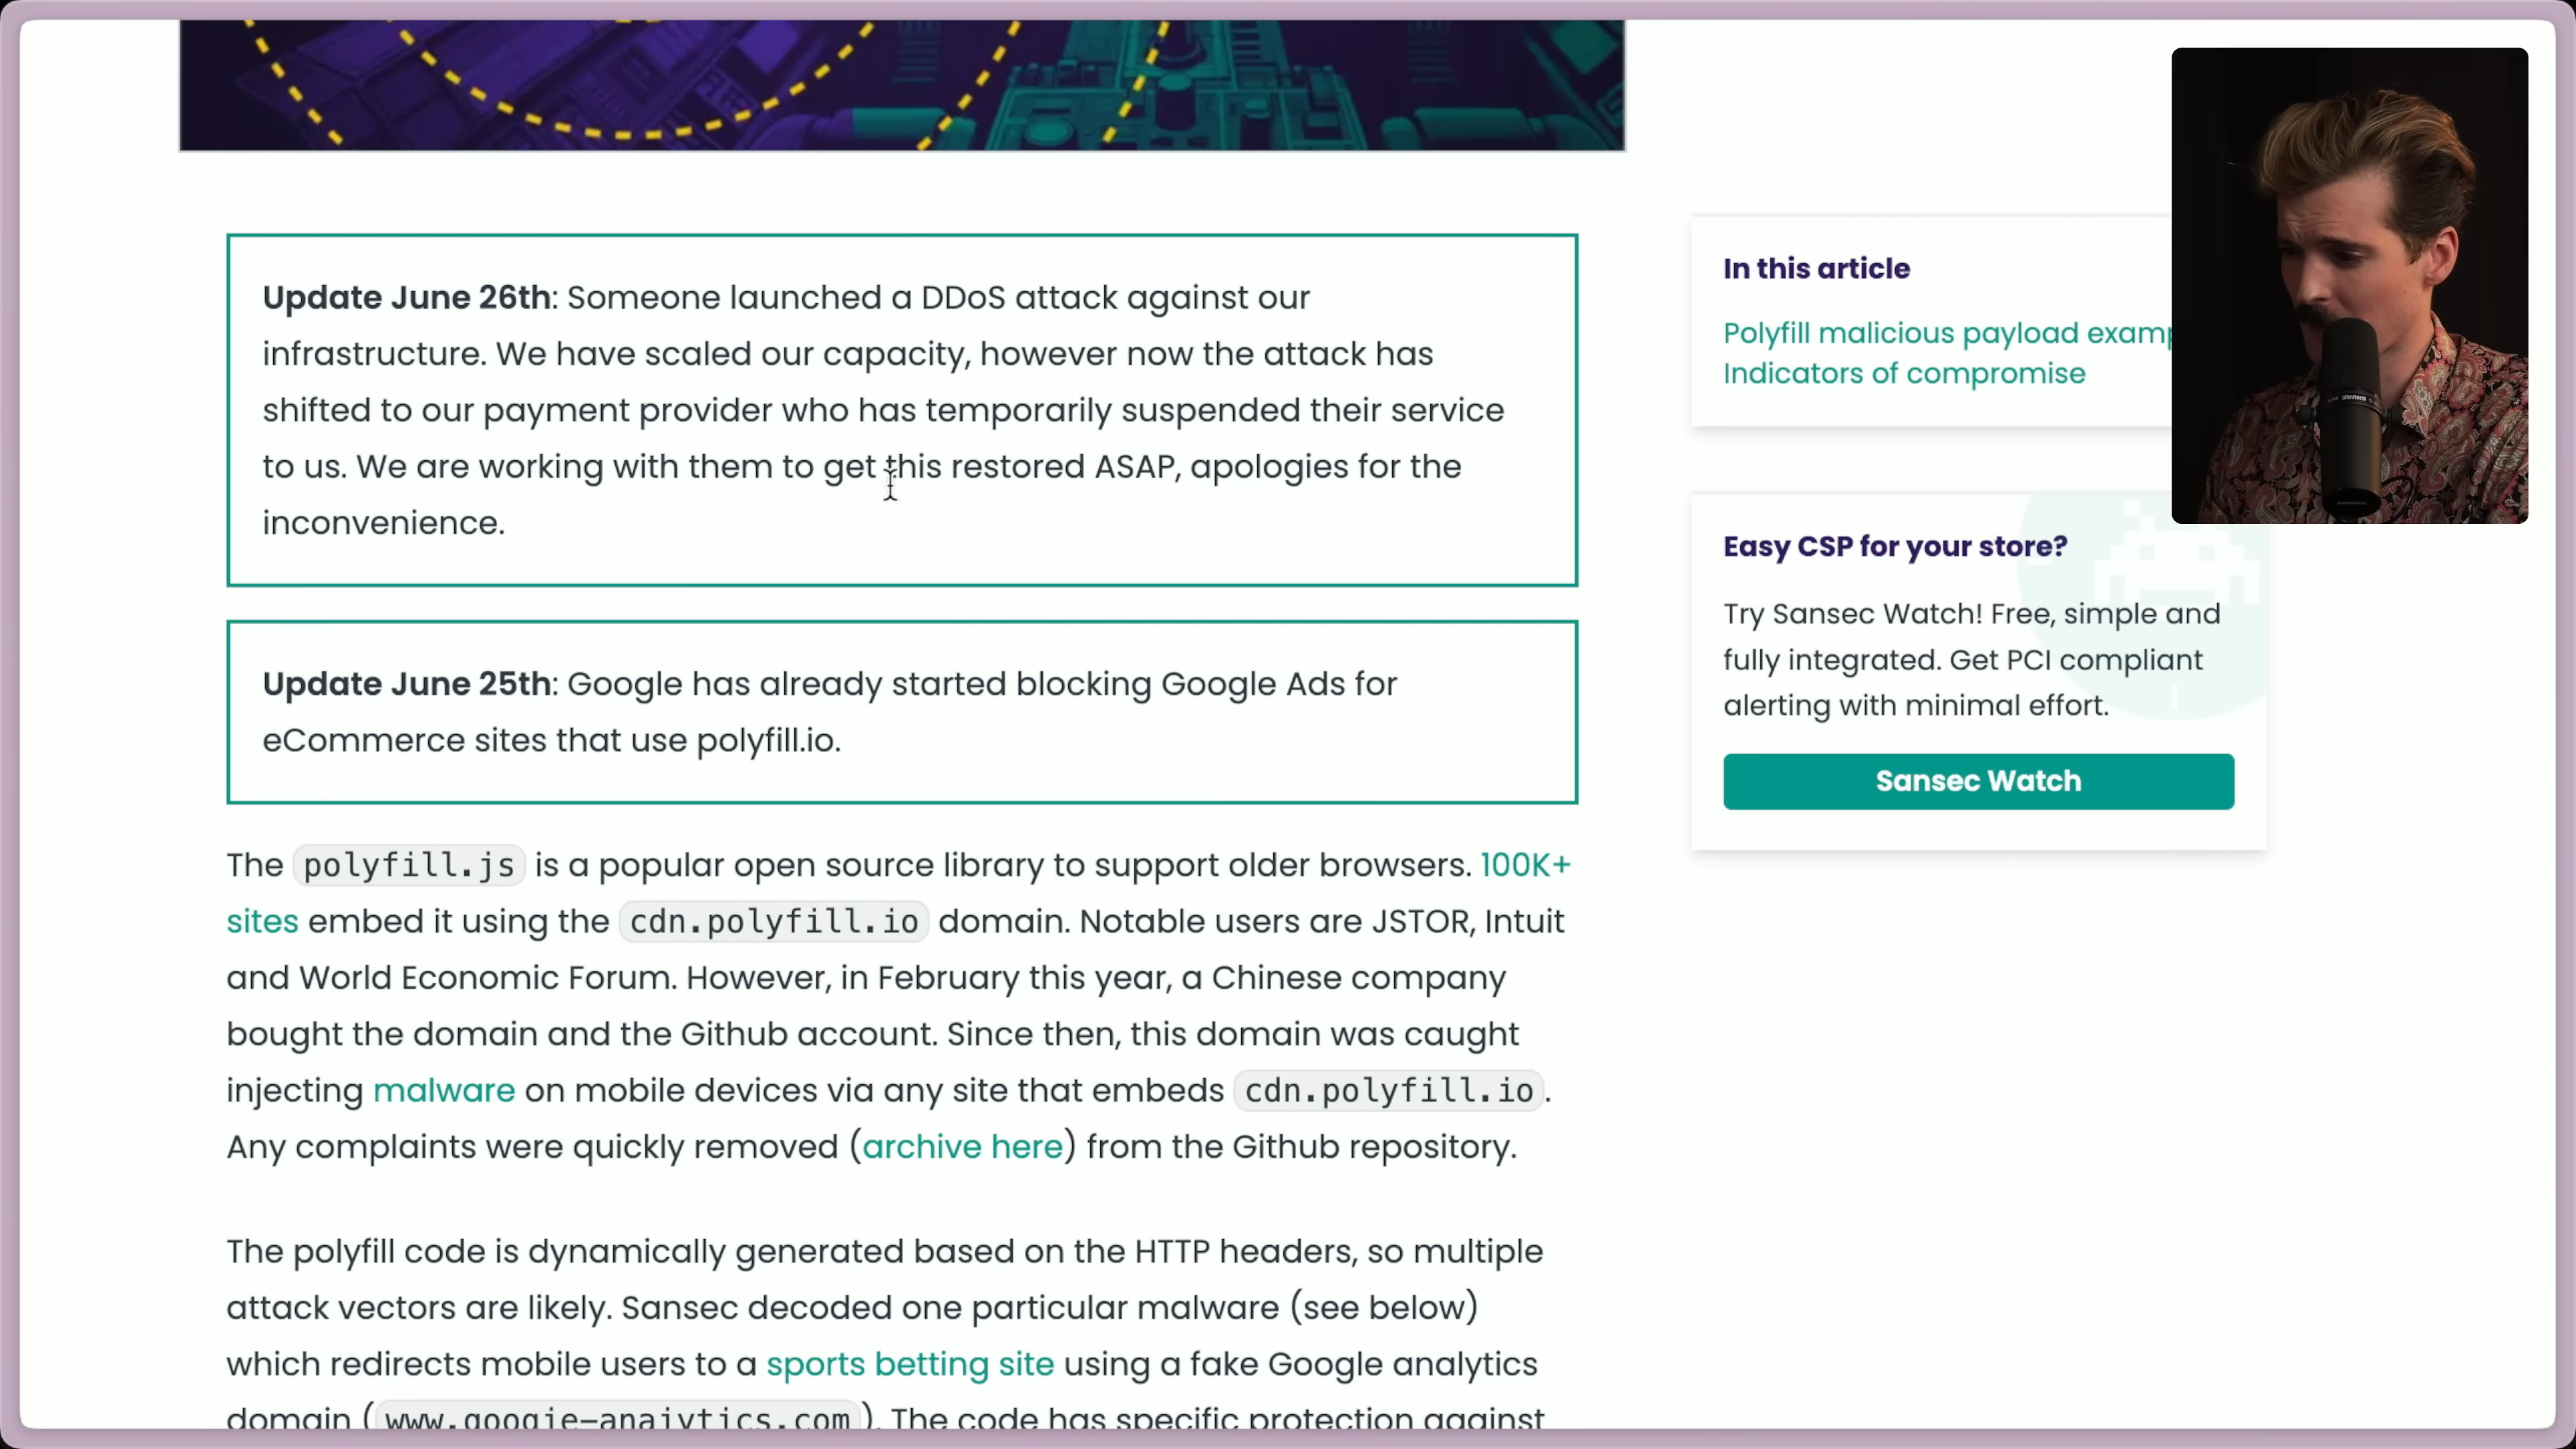 Update June 26th: Someone launched a DDoS attack against our
infrastructure. We have scaled our capacity, however now the attack has
shifted to our payment provider who has temporarily suspended their service
to us. We are working with them to get this restored ASAP, apologies for the
inconvenience.
Update June 25th: Google has already started blocking Google Ads for
eCommerce sites that use polyfill.io.
The polyfill.js is a popular open source library to support older browsers. 100K+
sites embed it using the cdn.polyfill.io domain. Notable users are JSTOR, Intuit
and World Economic Forum. However, in February this year, a Chinese company
bought the domain and the Github account. Since then, this domain was caught
injecting malware on mobile devices via any site that embeds cdn.polyfill.io.
Any complaints were quickly removed (archive here) from the Github repository.
The polyfill code is dynamically generated based on the HTTP headers, so multiple
attack vectors are likely. Sansec decoded one particular malware (see below)
which redirects mobile users to a sports betting site using a fake Google analytics
domain (www.googie-anaiytics.com). The code has specific protection against
In this article
Polyfill malicious payload examp
Indicators of compromise
Easy CSP for your store?
Try Sansec Watch! Free, simple and
fully integrated. Get PCI compliant
alerting with minimal effort.
Sansec Watch